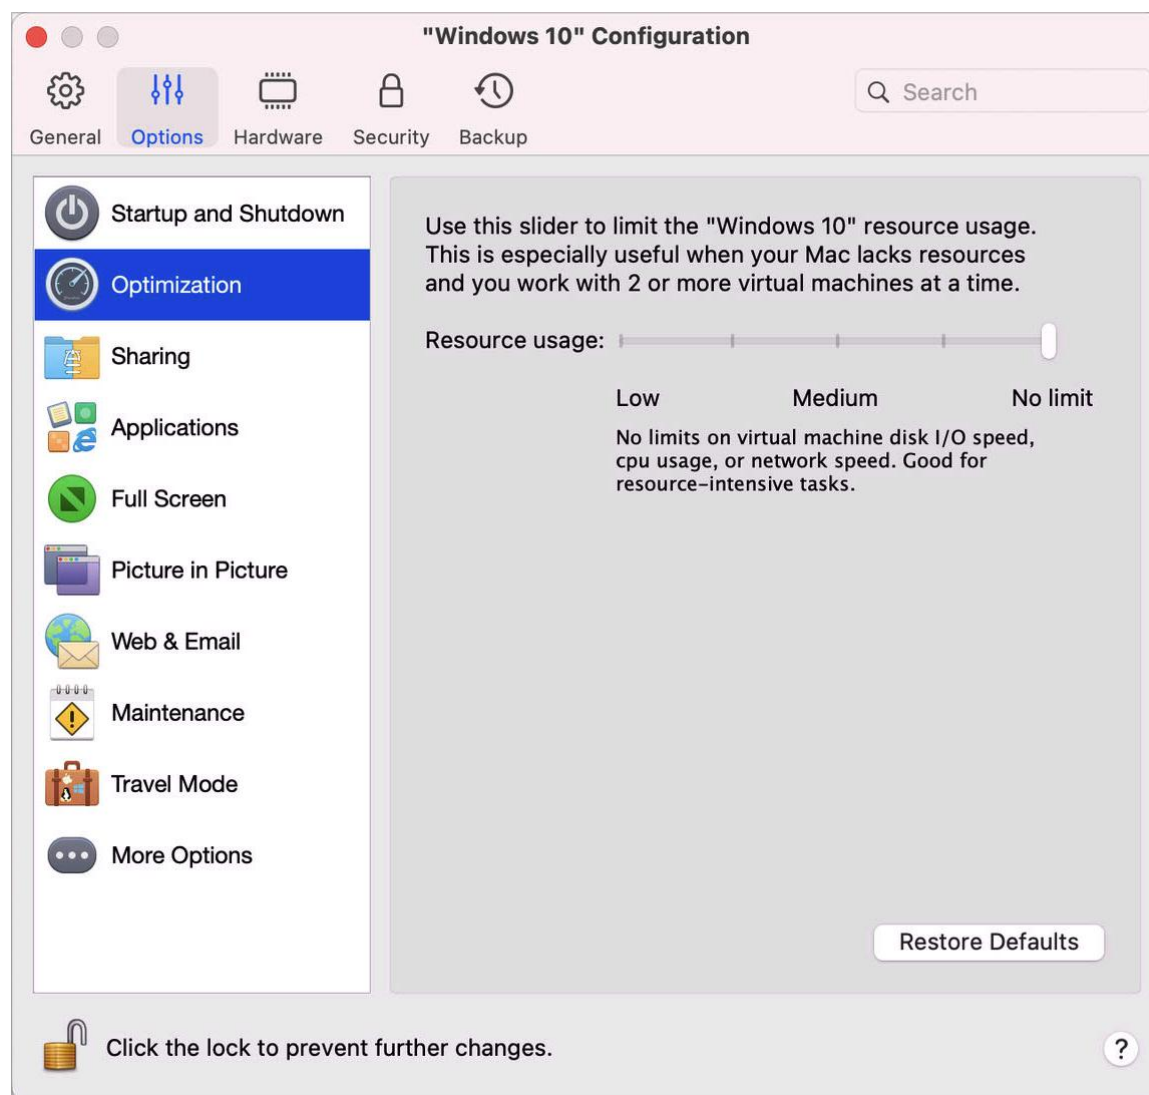 "Windows 10" Configuration
General
Options
Hardware
Security
Backup
Search
Startup and Shutdown
Optimization
Sharing
Applications
Full Screen
Picture in Picture
Web & Email
Maintenance
Travel Mode
More Options
Use this slider to limit the "Windows 10" resource usage.
This is especially useful when your Mac lacks resources
and you work with 2 or more virtual machines at a time.
Resource usage:
Low
Medium
No limit
No limits on virtual machine disk I/O speed,
cpu usage, or network speed. Good for
resource-intensive tasks.
Restore Defaults
Click the lock to prevent further changes.
?